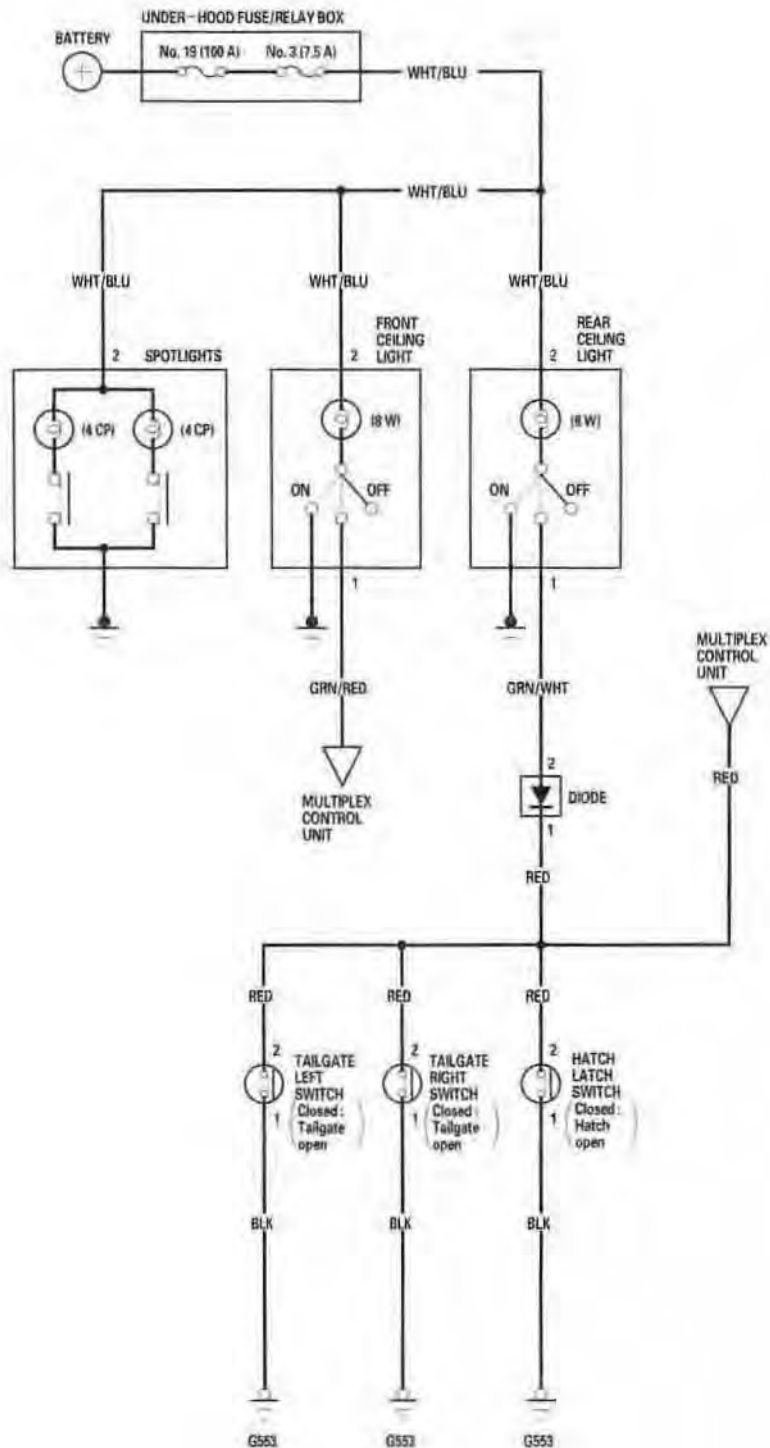 UNDER-HOOD FUSE/RELAY BOX
BATTERY
No. 19 (100 A) No. 3 (7.5 A)
WHT/BLU
WHT/BLU
WHT/BLU
WHT/BLU
WHT/BLU
2 SPOTLIGHTS
FRONT
CEILING
2 LIGHT
REAR
CEILING
2 LIGHT
(4 CP) (4 CP)
(8 W)
ON OFF
1
ON OFF
1
GRN/RED
MULTIPLEX
CONTROL
UNIT
GRN/WHT
2
DIODE
1
RED
MULTIPLEX
CONTROL
UNIT
RED
RED
2
TAILGATE
LEFT
SWITCH
1 (Closed:
Tailgate
open)
BLK
G553
RED
2
TAILGATE
RIGHT
SWITCH
1 (Closed:
Tailgate
open)
BLK
G553
RED
2
HATCH
LATCH
SWITCH
1 (Closed:
Hatch
open)
BLK
G553